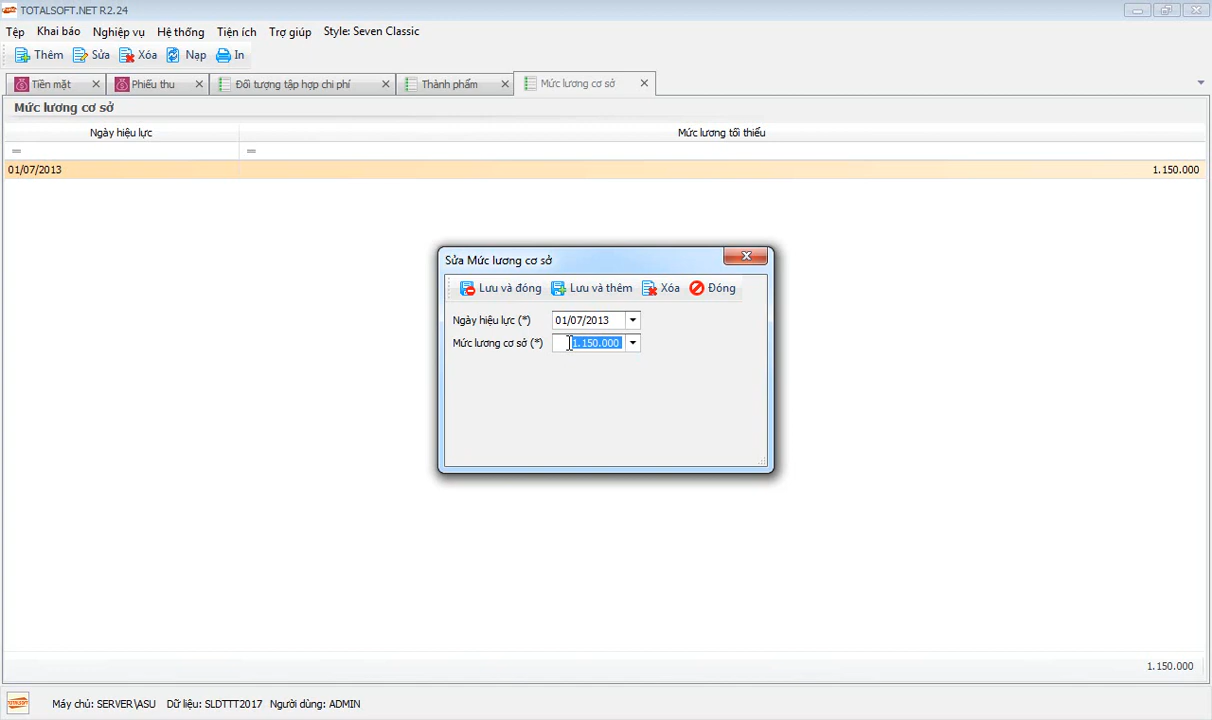 TOTALSOFT.NET R2.24
Tệp Khai báo Nghiệp vụ Hệ thống Tiện ích Trợ giúp Style: Seven Classic
Thêm Sửa Xóa Nạp In
Tiền mặt Phiếu thu Đối tượng tập hợp chi phí Thành phẩm Mức lương cơ sở
Mức lương cơ sở
Ngày hiệu lực Mức lương tối thiểu
= =
01/07/2013 1.150.000
Sửa Mức lương cơ sở
Lưu và đóng Lưu và thêm Xóa Đóng
Ngày hiệu lực (*) 01/07/2013
Mức lương cơ sở (*) 1.150.000
1.150.000
Máy chủ: SERVER\ASU Dữ liệu: SLDTTT2017 Người dùng: ADMIN